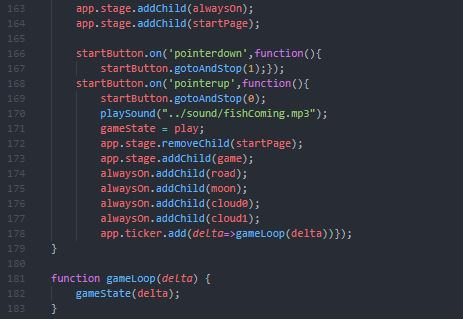 163 app.stage.addChild(alwaysOn);
164 app.stage.addChild(startPage);
165
166 startButton.on('pointerdown',function(){
167 startButton.gotoAndStop(1);});
168 startButton.on('pointerup',function(){
169 startButton.gotoAndStop(0);
170 playSound("../sound/fishComing.mp3");
171 gameState = play;
172 app.stage.removeChild(startPage);
173 app.stage.addChild(game);
174 alwaysOn.addChild(road);
175 alwaysOn.addChild(moon);
176 alwaysOn.addChild(cloud0);
177 alwaysOn.addChild(cloud1);
178 app.ticker.add(delta=>gameLoop(delta))});
179 }
180
181 function gameLoop(delta) {
182 gameState(delta);
183 }